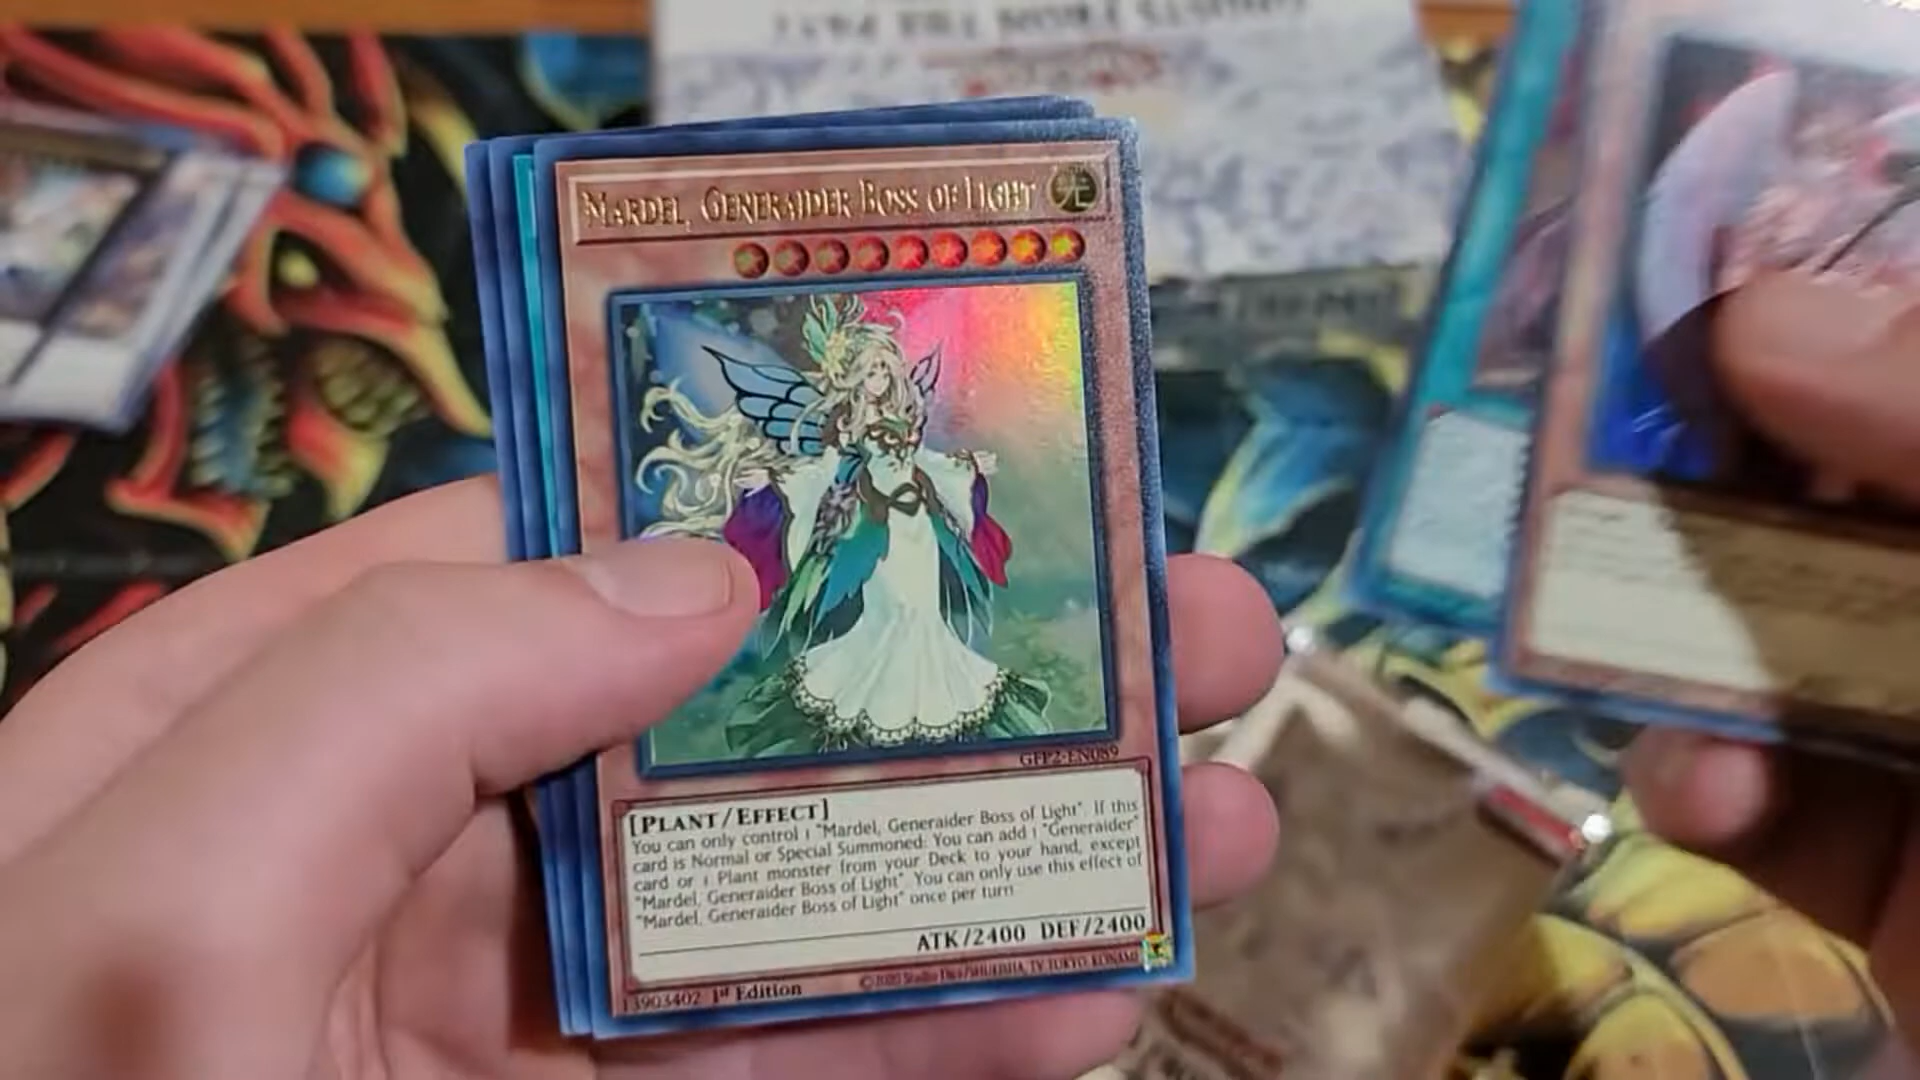 GHOSTS FROM THE PAST
MARDEL, GENERAIDER BOSS OF LIGHT
光
GFP2-EN089
[PLANT/EFFECT]
You can only control 1 "Mardel, Generaider Boss of Light". If this
card is Normal or Special Summoned: You can add 1 "Generaider"
card or 1 Plant monster from your Deck to your hand, except
"Mardel, Generaider Boss of Light". You can only use this effect of
"Mardel, Generaider Boss of Light" once per turn.
ATK/2400 DEF/2400
13903402 1st Edition
©2020 Studio Dice/SHUEISHA, TV TOKYO, KONAMI